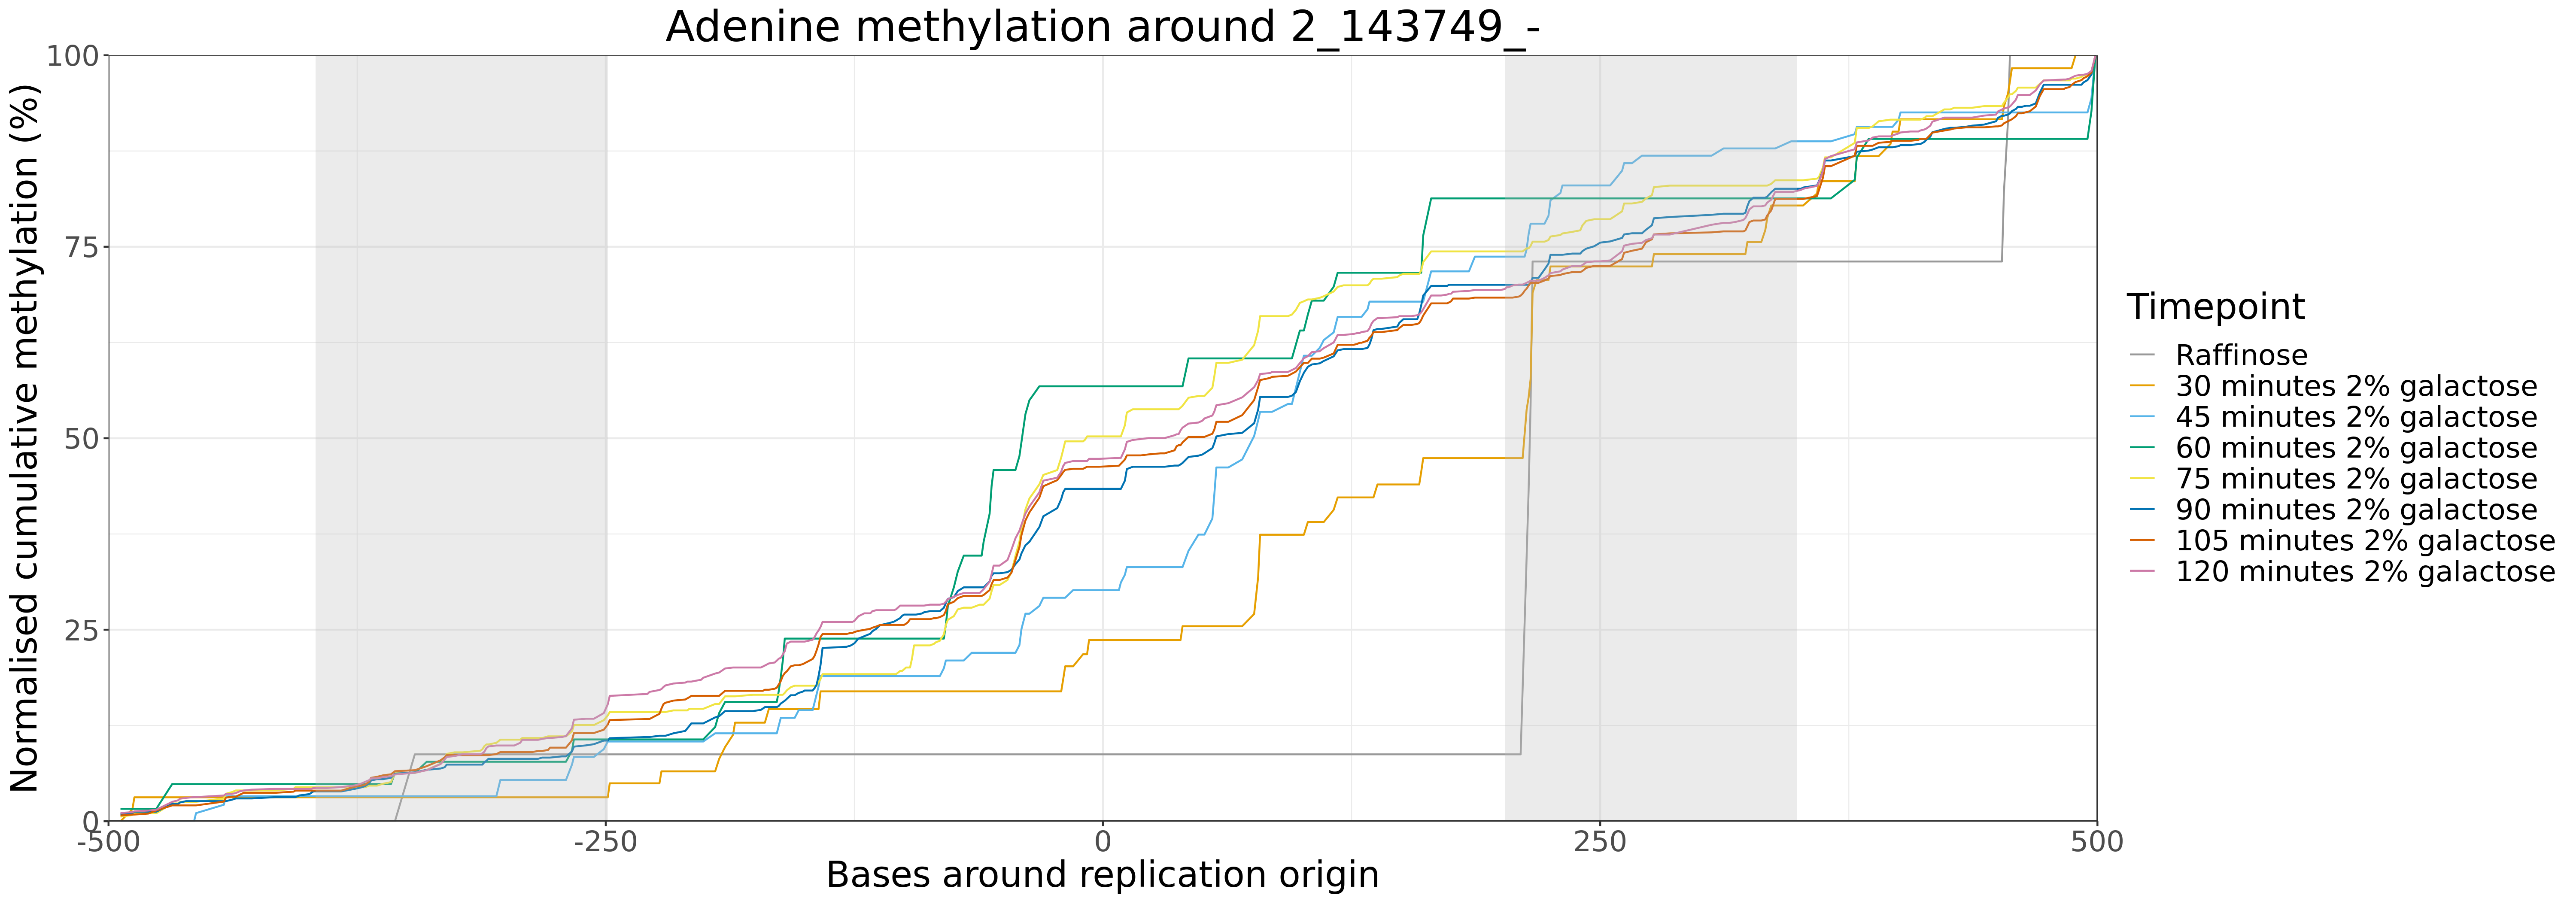 Adenine methylation around 2_143749_-
Normalised cumulative methylation (%)
100
75
50
25
0
-500
-250
0
250
500
Bases around replication origin
Timepoint
Raffinose
30 minutes 2% galactose
45 minutes 2% galactose
60 minutes 2% galactose
75 minutes 2% galactose
90 minutes 2% galactose
105 minutes 2% galactose
120 minutes 2% galactose